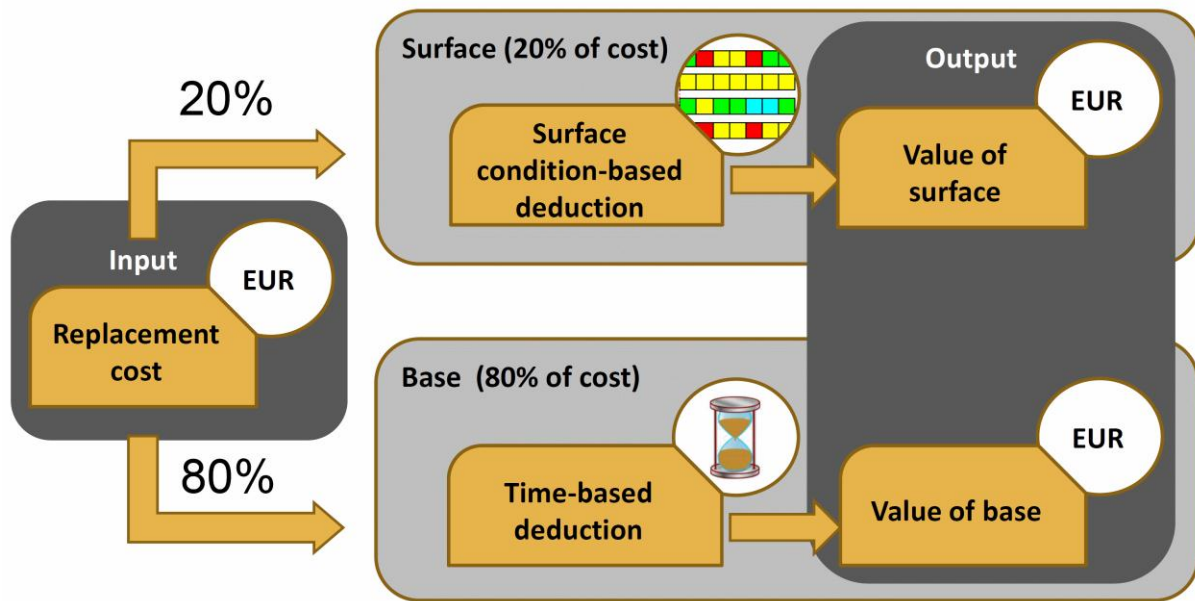 20%
Input
EUR
Replacement
cost
80%
Surface (20% of cost)
Surface
condition-based
deduction
Output
EUR
Value of
surface
Base (80% of cost)
Time-based
deduction
EUR
Value of base